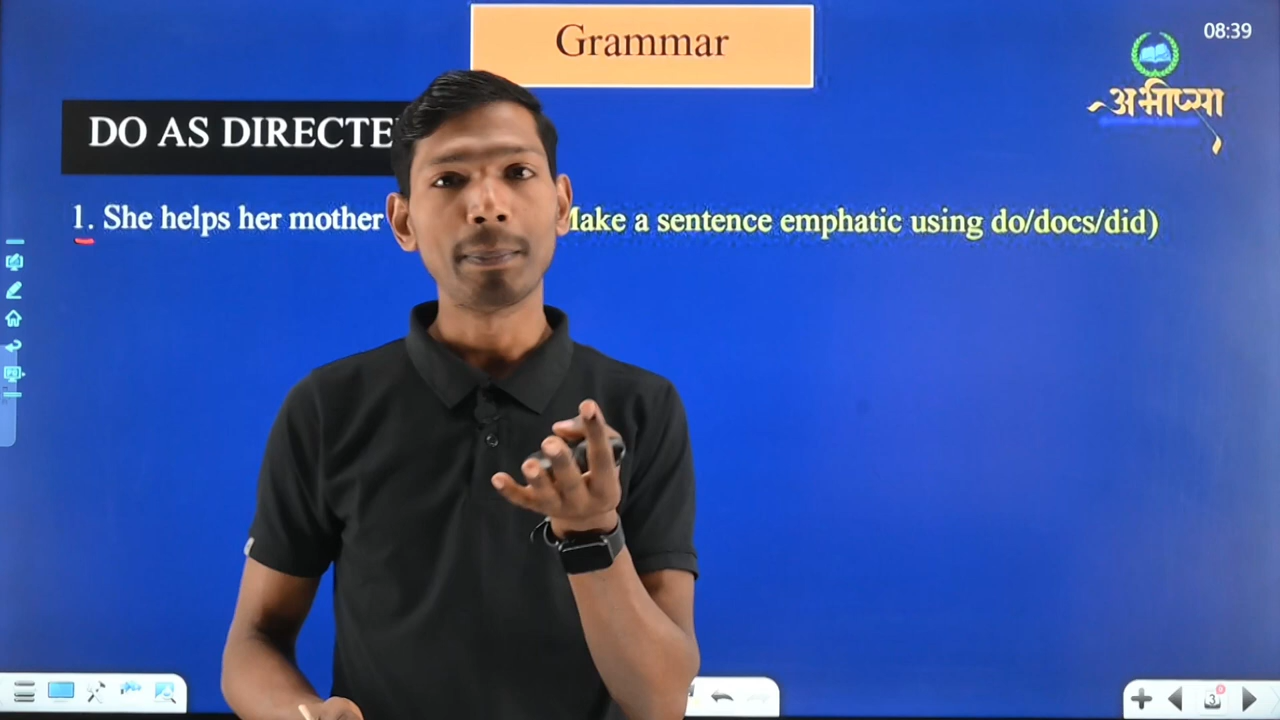 Grammar
08:39
अभीप्सा
DO AS DIRECTE
1. She helps her mother Make a sentence emphatic using do/docs/did)
3